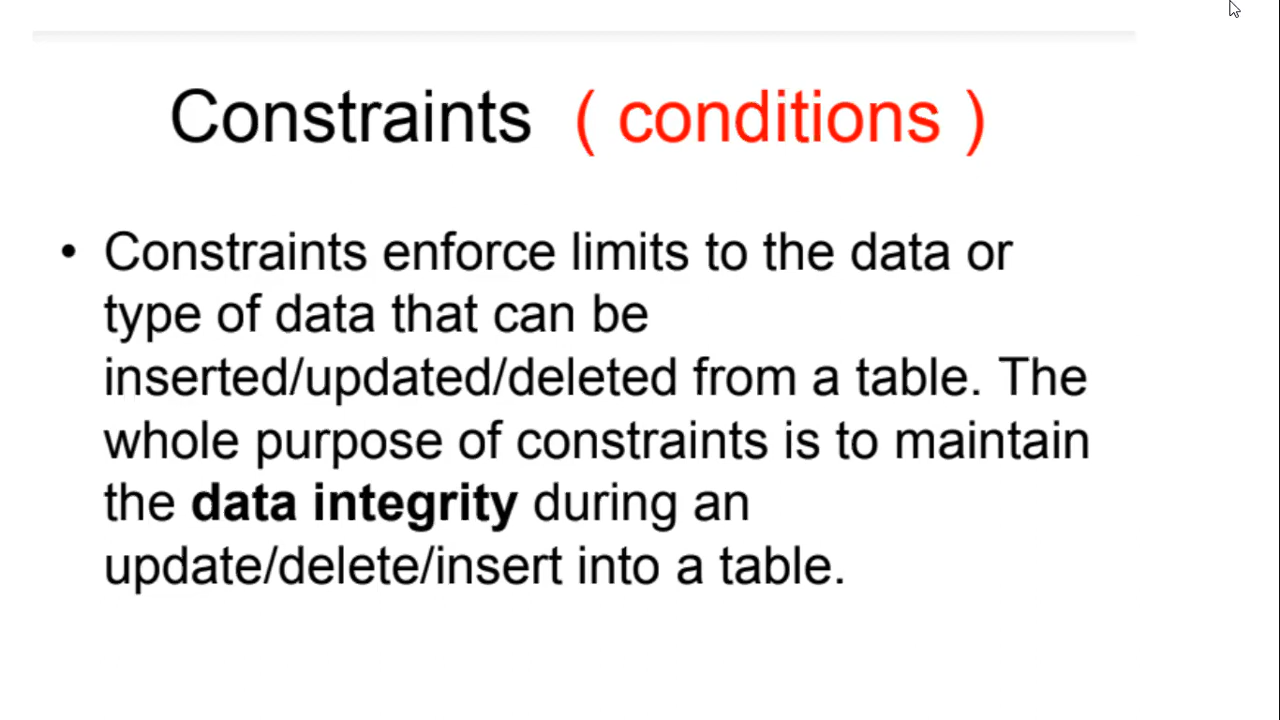 Constraints ( conditions )
• Constraints enforce limits to the data or
type of data that can be
inserted/updated/deleted from a table. The
whole purpose of constraints is to maintain
the data integrity during an
update/delete/insert into a table.